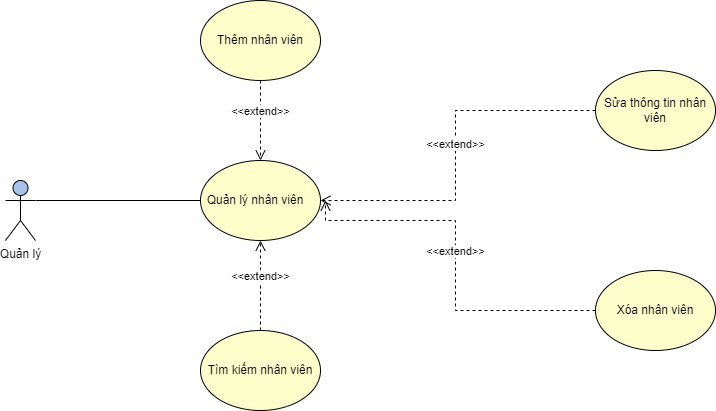 Thêm nhân viên
<<extend>>
Sửa thông tin nhân
viên
<<extend>>
Quản lý nhân viên
Quản lý
<<extend>>
<<extend>>
Xóa nhân viên
Tìm kiếm nhân viên